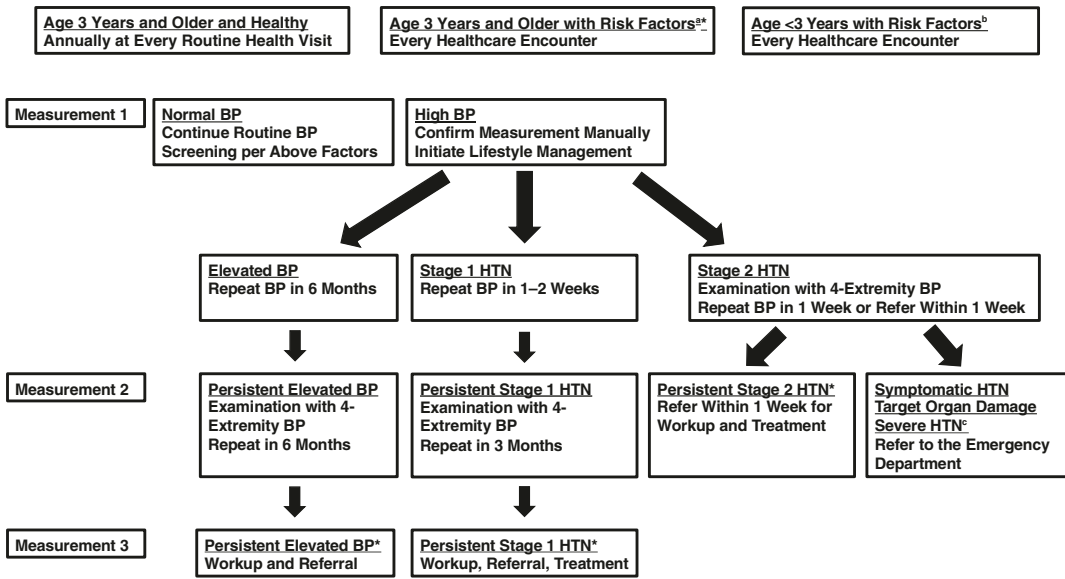 Age 3 Years and Older and Healthy
Annually at Every Routine Health Visit
Age 3 Years and Older with Risk Factorsᵃ*
Every Healthcare Encounter
Age <3 Years with Risk Factorsᵇ
Every Healthcare Encounter
Measurement 1
Normal BP
Continue Routine BP
Screening per Above Factors
High BP
Confirm Measurement Manually
Initiate Lifestyle Management
Elevated BP
Repeat BP in 6 Months
Stage 1 HTN
Repeat BP in 1–2 Weeks
Stage 2 HTN
Examination with 4-Extremity BP
Repeat BP in 1 Week or Refer Within 1 Week
Measurement 2
Persistent Elevated BP
Examination with 4-
Extremity BP
Repeat in 6 Months
Persistent Stage 1 HTN
Examination with 4-
Extremity BP
Repeat in 3 Months
Persistent Stage 2 HTN*
Refer Within 1 Week for
Workup and Treatment
Symptomatic HTN
Target Organ Damage
Severe HTNᶜ
Refer to the Emergency
Department
Measurement 3
Persistent Elevated BP*
Workup and Referral
Persistent Stage 1 HTN*
Workup, Referral, Treatment